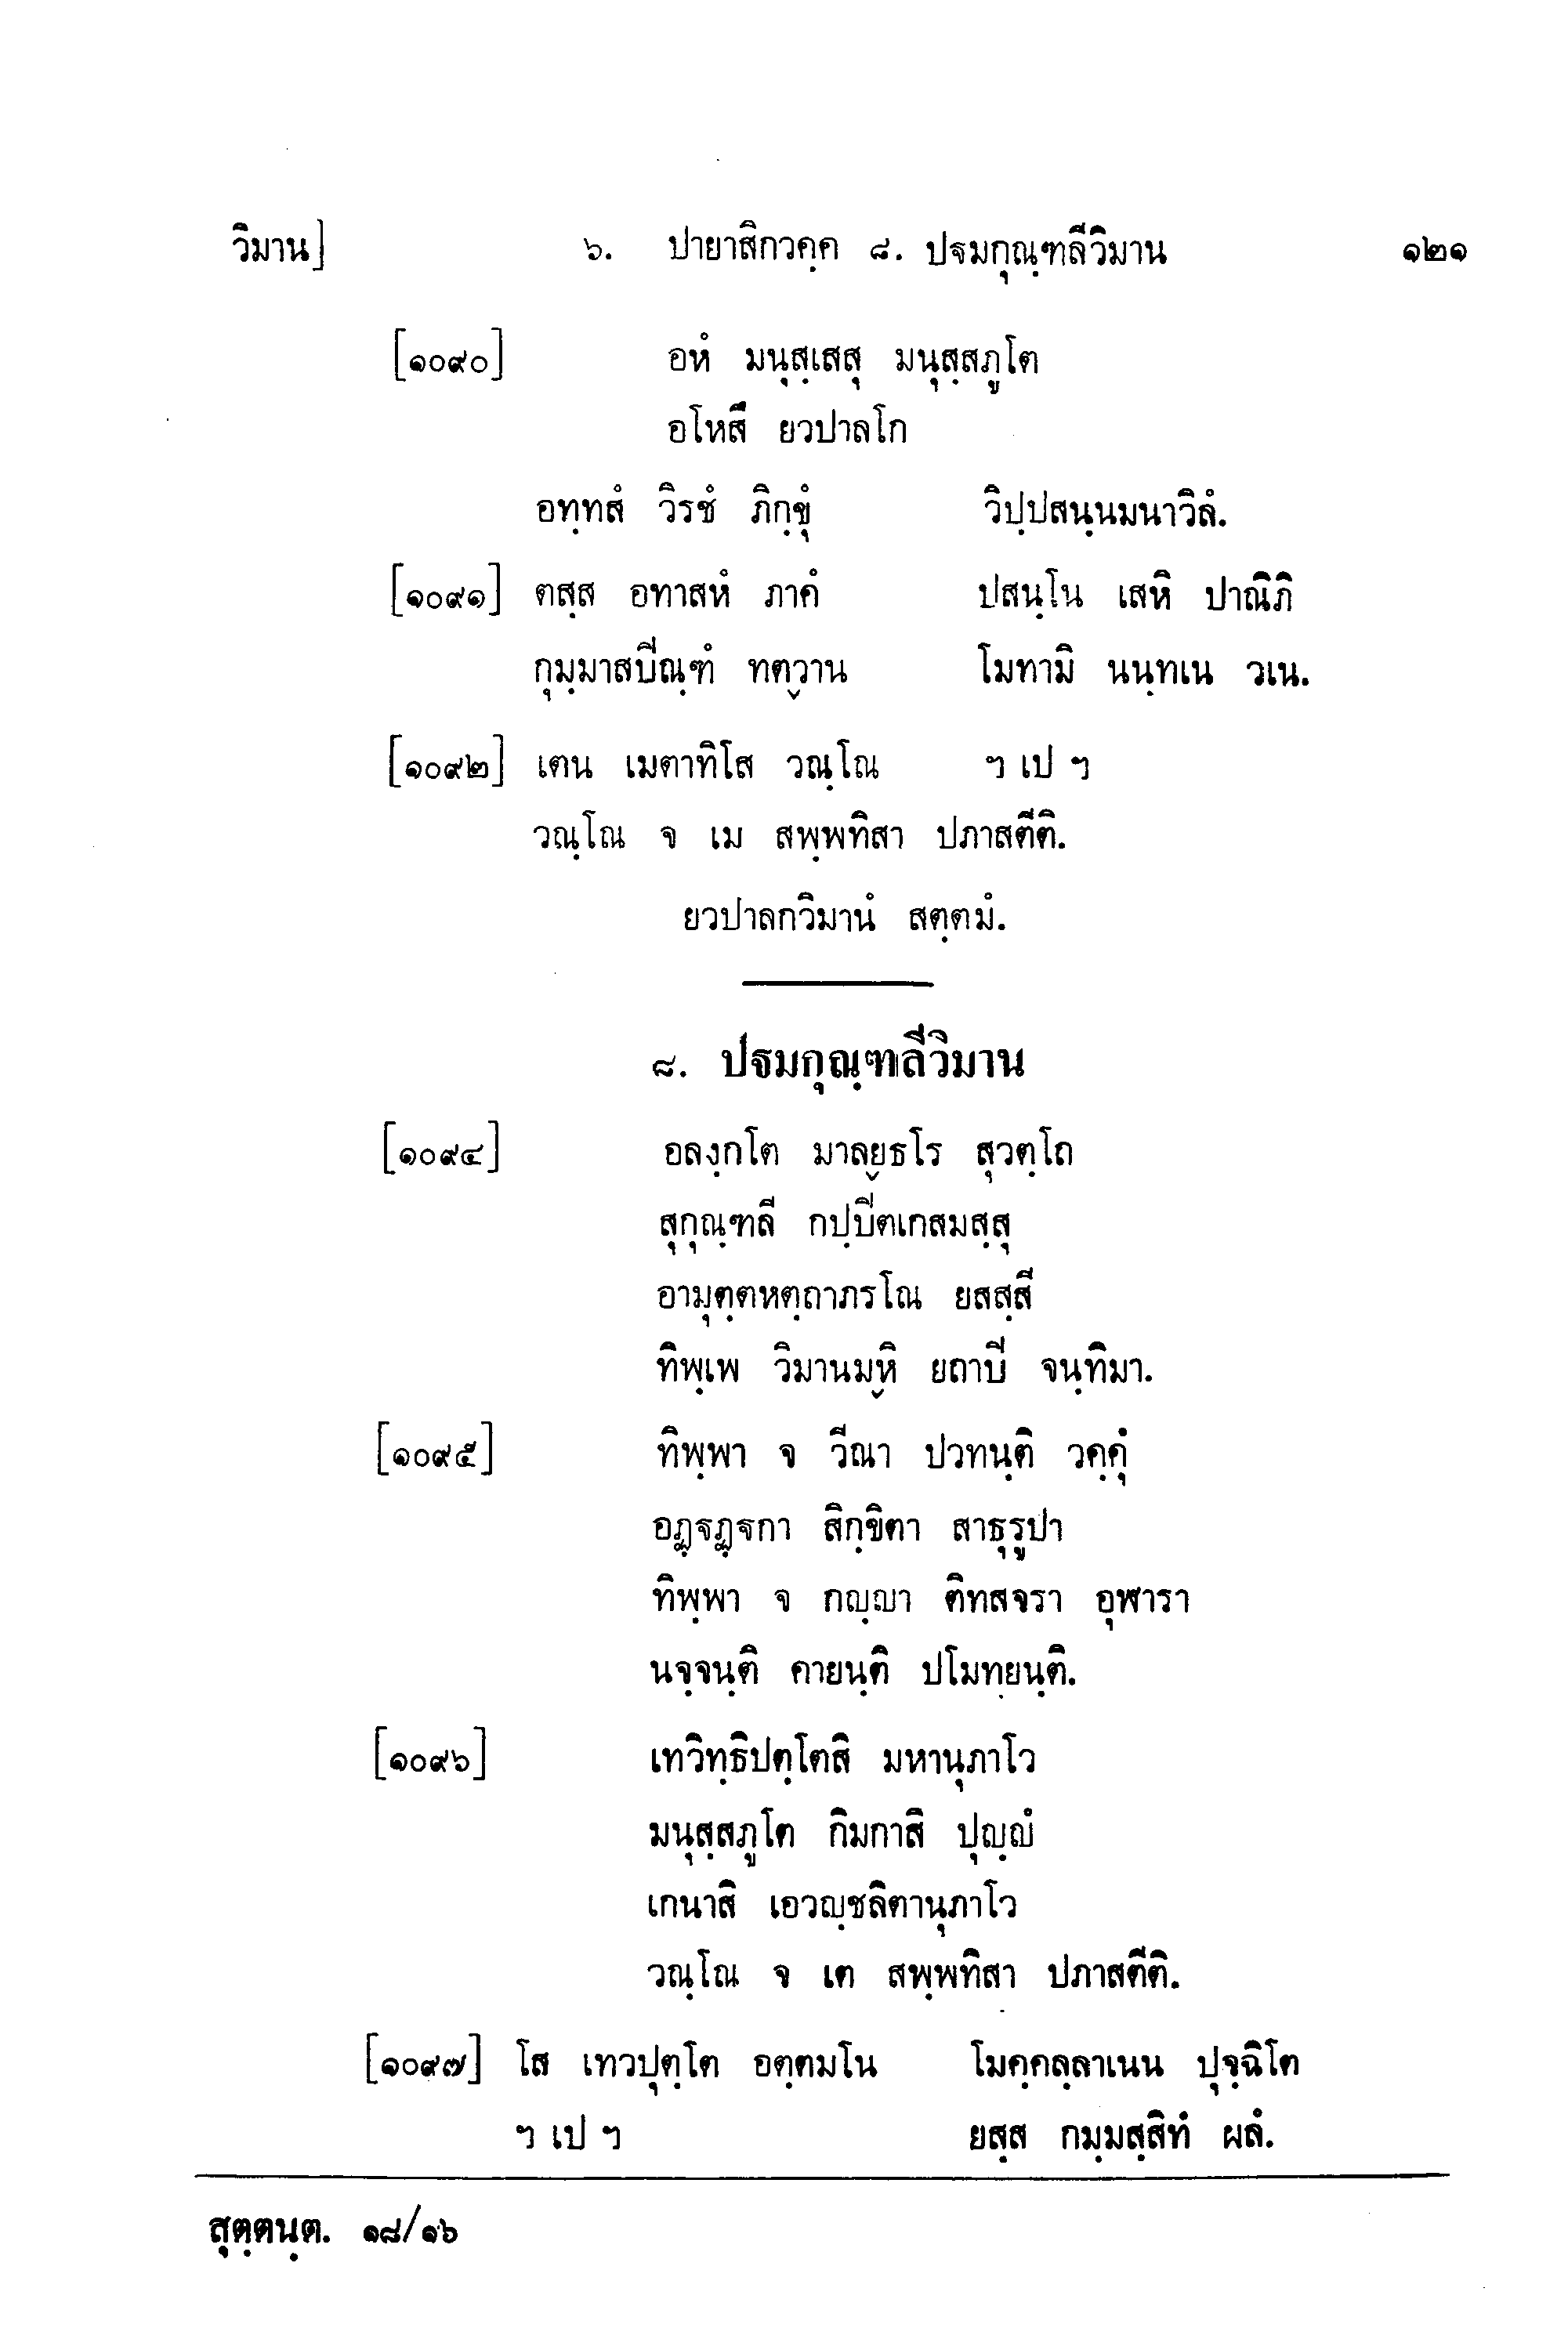 วิมาน] ๖. ปายาสิกวคฺค ๘. ปฐมกุณฺฑลีวิมาน ๑๒๑
[๑๐๙๐] อหํ มนุสฺเสสุ มนุสฺสภูโต
อโหสึ ยวปาลโก
อทฺทสํ วิรชํ ภิกฺขุํ วิปฺปสนฺนมนาวิลํ.
[๑๐๙๑] ตสฺส อทาสหํ ภาคํ ปสนฺโน เสหิ ปาณิภิ
กุมฺมาสปิณฺฑํ ทตฺวาน โมทามิ นนฺทเน วเน.
[๑๐๙๒] เตน เมตาทิโส วณฺโณ ฯ เป ฯ
วณฺโณ จ เม สพฺพทิสา ปภาสตีติ.
ยวปาลกวิมานํ สตฺตมํ.
๘. ปฐมกุณฺฑลีวิมาน
[๑๐๙๔] อลงฺกโต มาลฺยธโร สุวตฺโถ
สุกุณฺฑลี กปฺปิตเกสมสฺสุ
อามุตฺตหตฺถาภรโณ ยสสฺสี
ทิพฺเพ วิมานมฺหิ ยถาปิ จนฺทิมา.
[๑๐๙๕] ทิพฺพา จ วีณา ปวทนฺติ วคฺคุํ
อฏฺฐฏฺฐกา สิกฺขิตา สาธุรูปา
ทิพฺพา จ กญฺญา ติทสจรา อุฬารา
นจฺจนฺติ คายนฺติ ปโมทฺยนฺติ.
[๑๐๙๖] เทวิทฺธิปตฺโตสิ มหานุภาโว
มนุสฺสภูโต กิมกาสิ ปุญฺญํ
เกนาสิ เอวญฺชลิตานุภาโว
วณฺโณ จ เต สพฺพทิสา ปภาสตีติ.
[๑๐๙๗] โส เทวปุตฺโต อตฺตมโน โมคฺคลฺลาเนน ปุจฺฉิโต
ฯ เป ฯ ยสฺส กมฺมสฺสิทํ ผลํ.
สุตฺตนฺต. ๑๘/๑๖